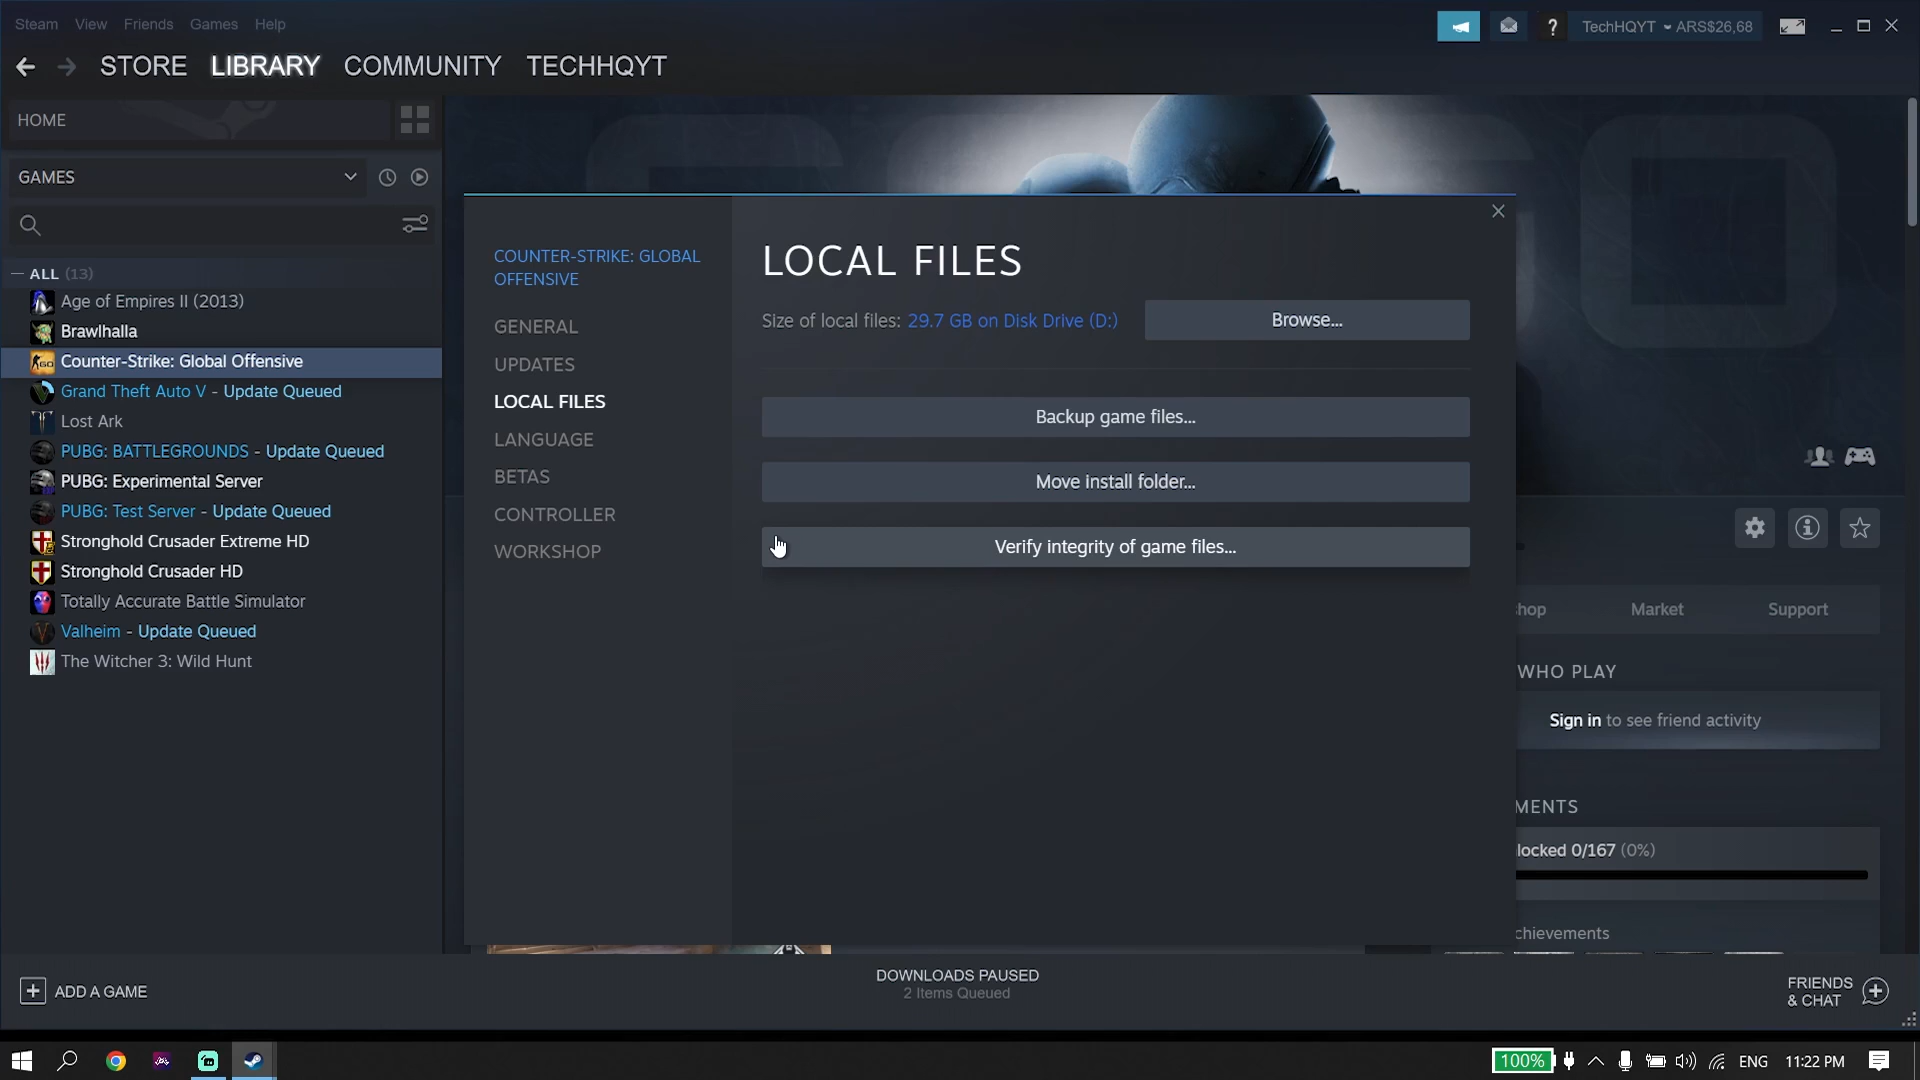 Steam View Friends Games Help
TechHQYT ARS$26,68
STORE LIBRARY COMMUNITY TECHHQYT
HOME
GAMES
ALL (13)
Age of Empires II (2013)
Brawlhalla
Counter-Strike: Global Offensive
Grand Theft Auto V - Update Queued
Lost Ark
PUBG: BATTLEGROUNDS - Update Queued
PUBG: Experimental Server
PUBG: Test Server - Update Queued
Stronghold Crusader Extreme HD
Stronghold Crusader HD
Totally Accurate Battle Simulator
Valheim - Update Queued
The Witcher 3: Wild Hunt
COUNTER-STRIKE: GLOBAL
OFFENSIVE
GENERAL
UPDATES
LOCAL FILES
LANGUAGE
BETAS
CONTROLLER
WORKSHOP
LOCAL FILES
Size of local files: 29.7 GB on Disk Drive (D:)
Browse...
Backup game files...
Move install folder...
Verify integrity of game files...
hop Market Support
WHO PLAY
Sign in to see friend activity
MENTS
locked 0/167 (0%)
chievements
ADD A GAME
DOWNLOADS PAUSED
2 Items Queued
FRIENDS
& CHAT
100%
ENG
11:22 PM